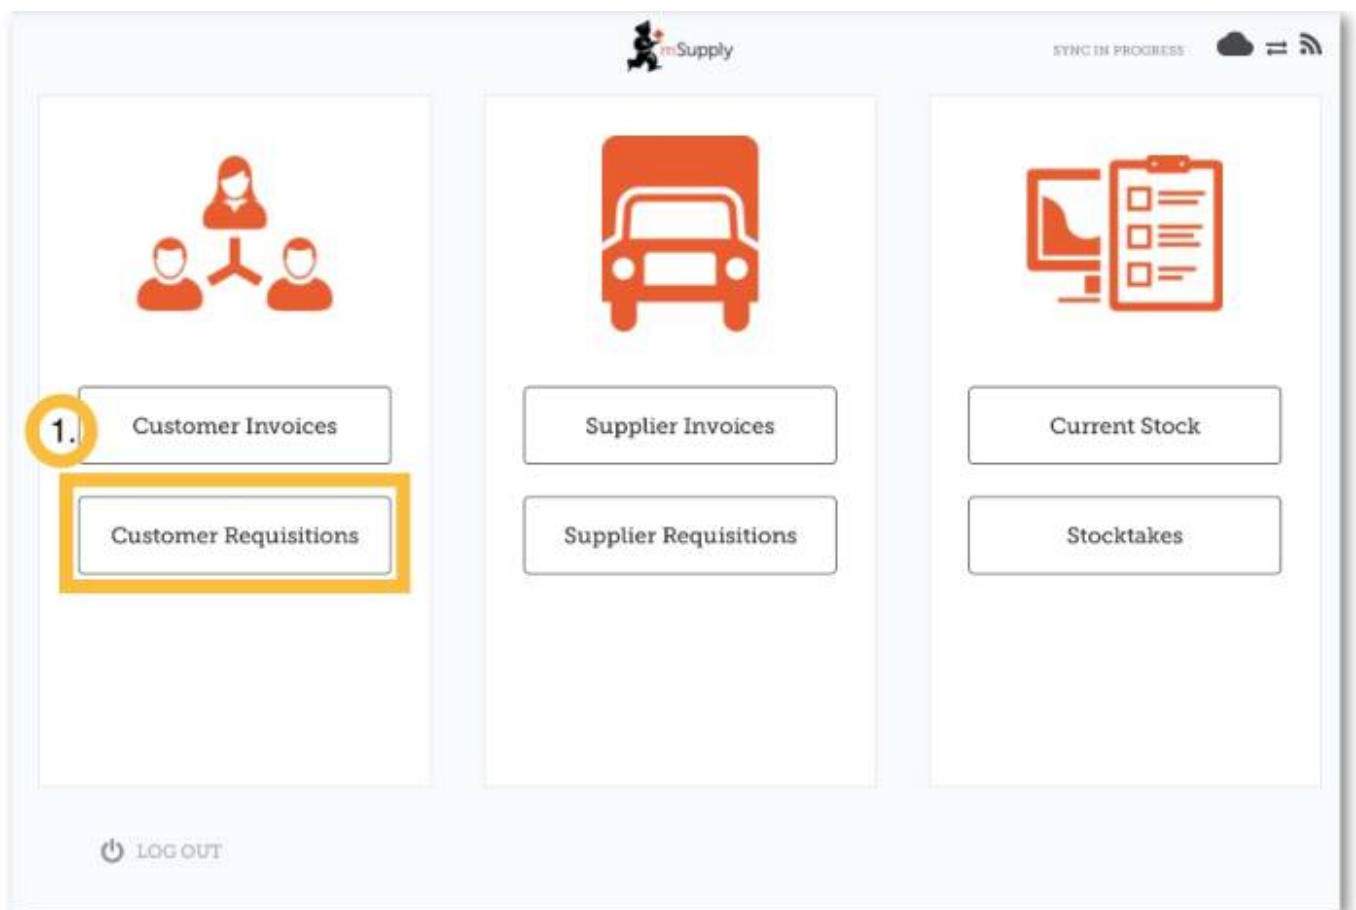 mSupply
SYNC IN PROGRESS
1.
Customer Invoices
Customer Requisitions
Supplier Invoices
Supplier Requisitions
Current Stock
Stocktakes
LOG OUT